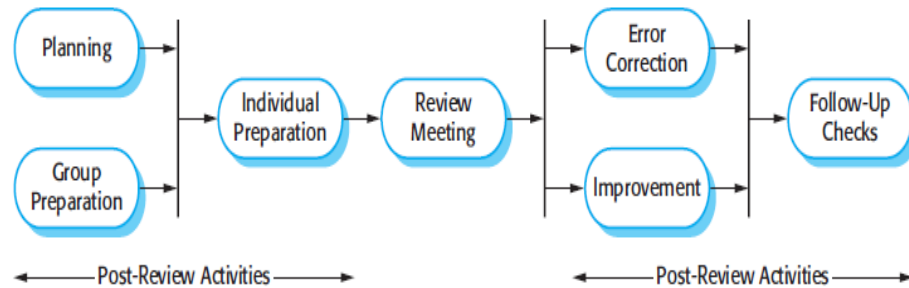 Planning
Group
Preparation
Individual
Preparation
Review
Meeting
Error
Correction
Improvement
Follow-Up
Checks
Post-Review Activities
Post-Review Activities